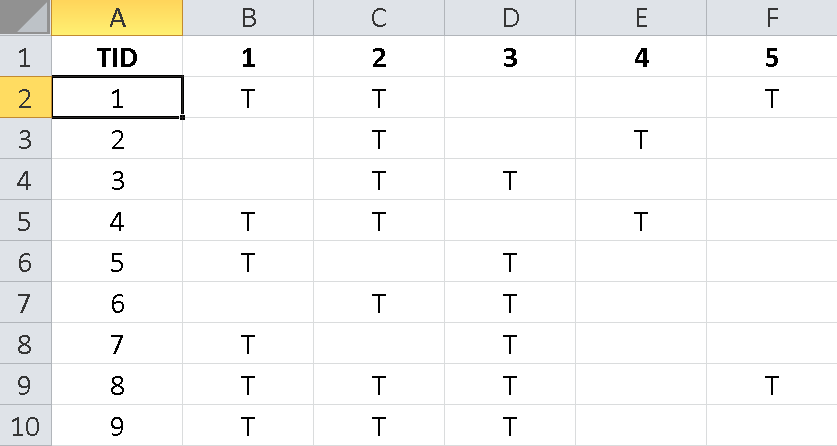 A B C D E F
1 TID 1 2 3 4 5
2 1 T T T
3 2 T T
4 3 T T
5 4 T T T
6 5 T T
7 6 T T
8 7 T T
9 8 T T T T
10 9 T T T